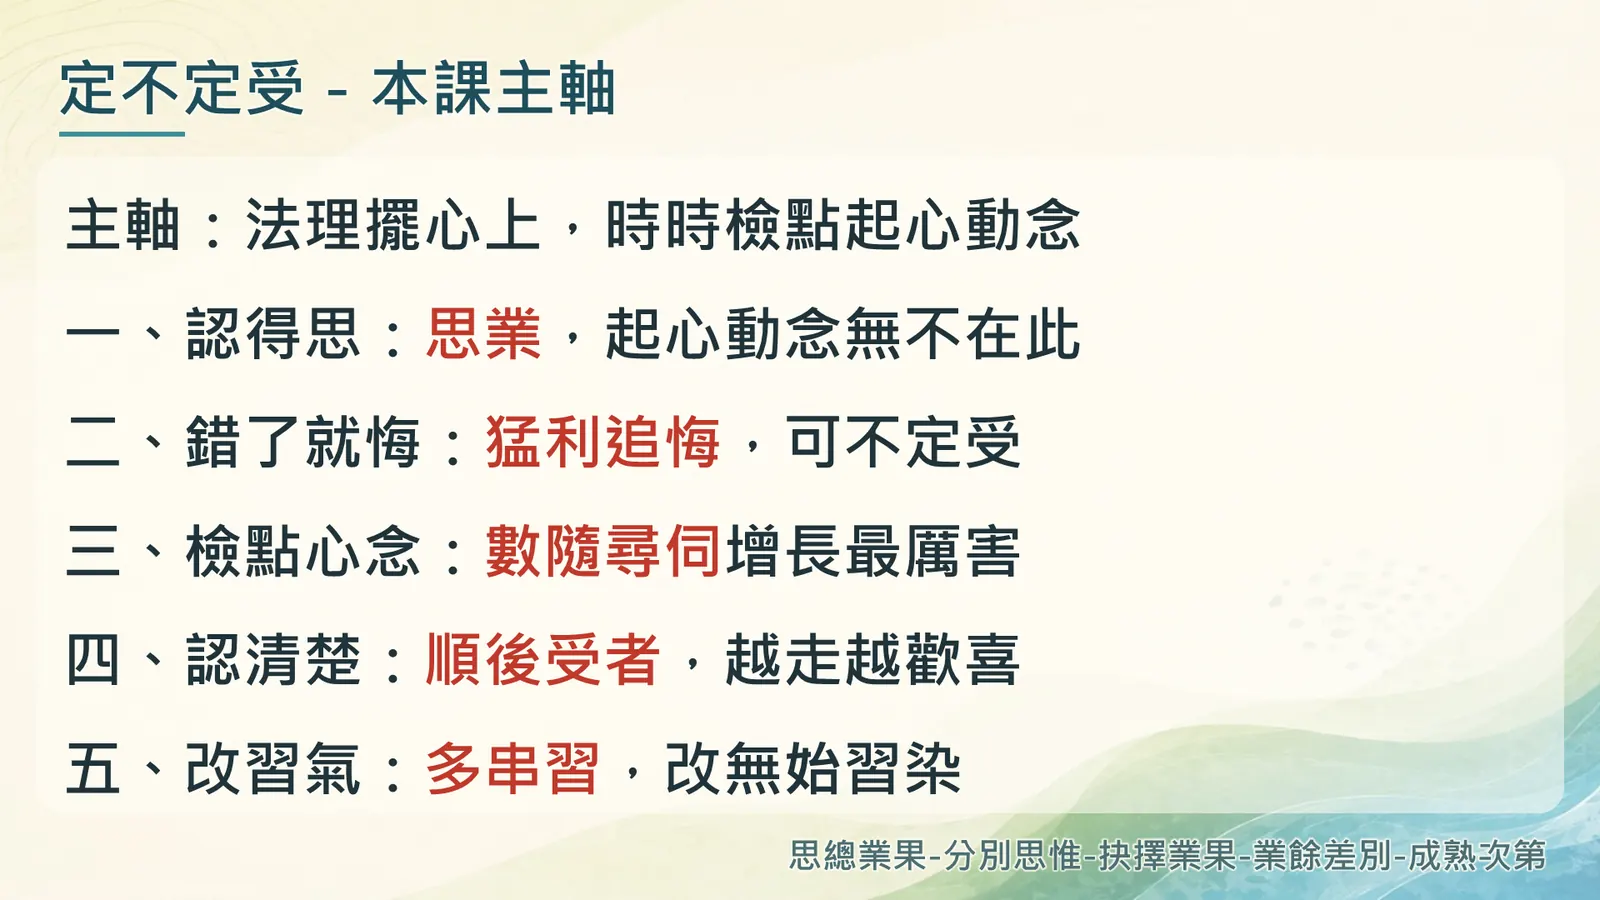 定不定受 - 本課主軸
主軸：法理擺心上，時時檢點起心動念
一、認得思：思業，起心動念無不在此
二、錯了就悔：猛利追悔，可不定受
三、檢點心念：數隨尋伺增長最厲害
四、認清楚：順後受者，越走越歡喜
五、改習氣：多串習，改無始習染
思總業果-分別思惟-抉擇業果-業餘差別-成熟次第